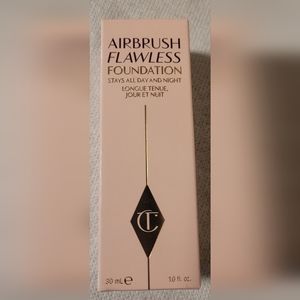 AIRBRUSH
FLAWLESS
FOUNDATION
STAYS ALL DAY AND NIGHT
LONGUE TENUE,
JOUR ET NUIT
CT
30 mL e 1.0 fl. oz.